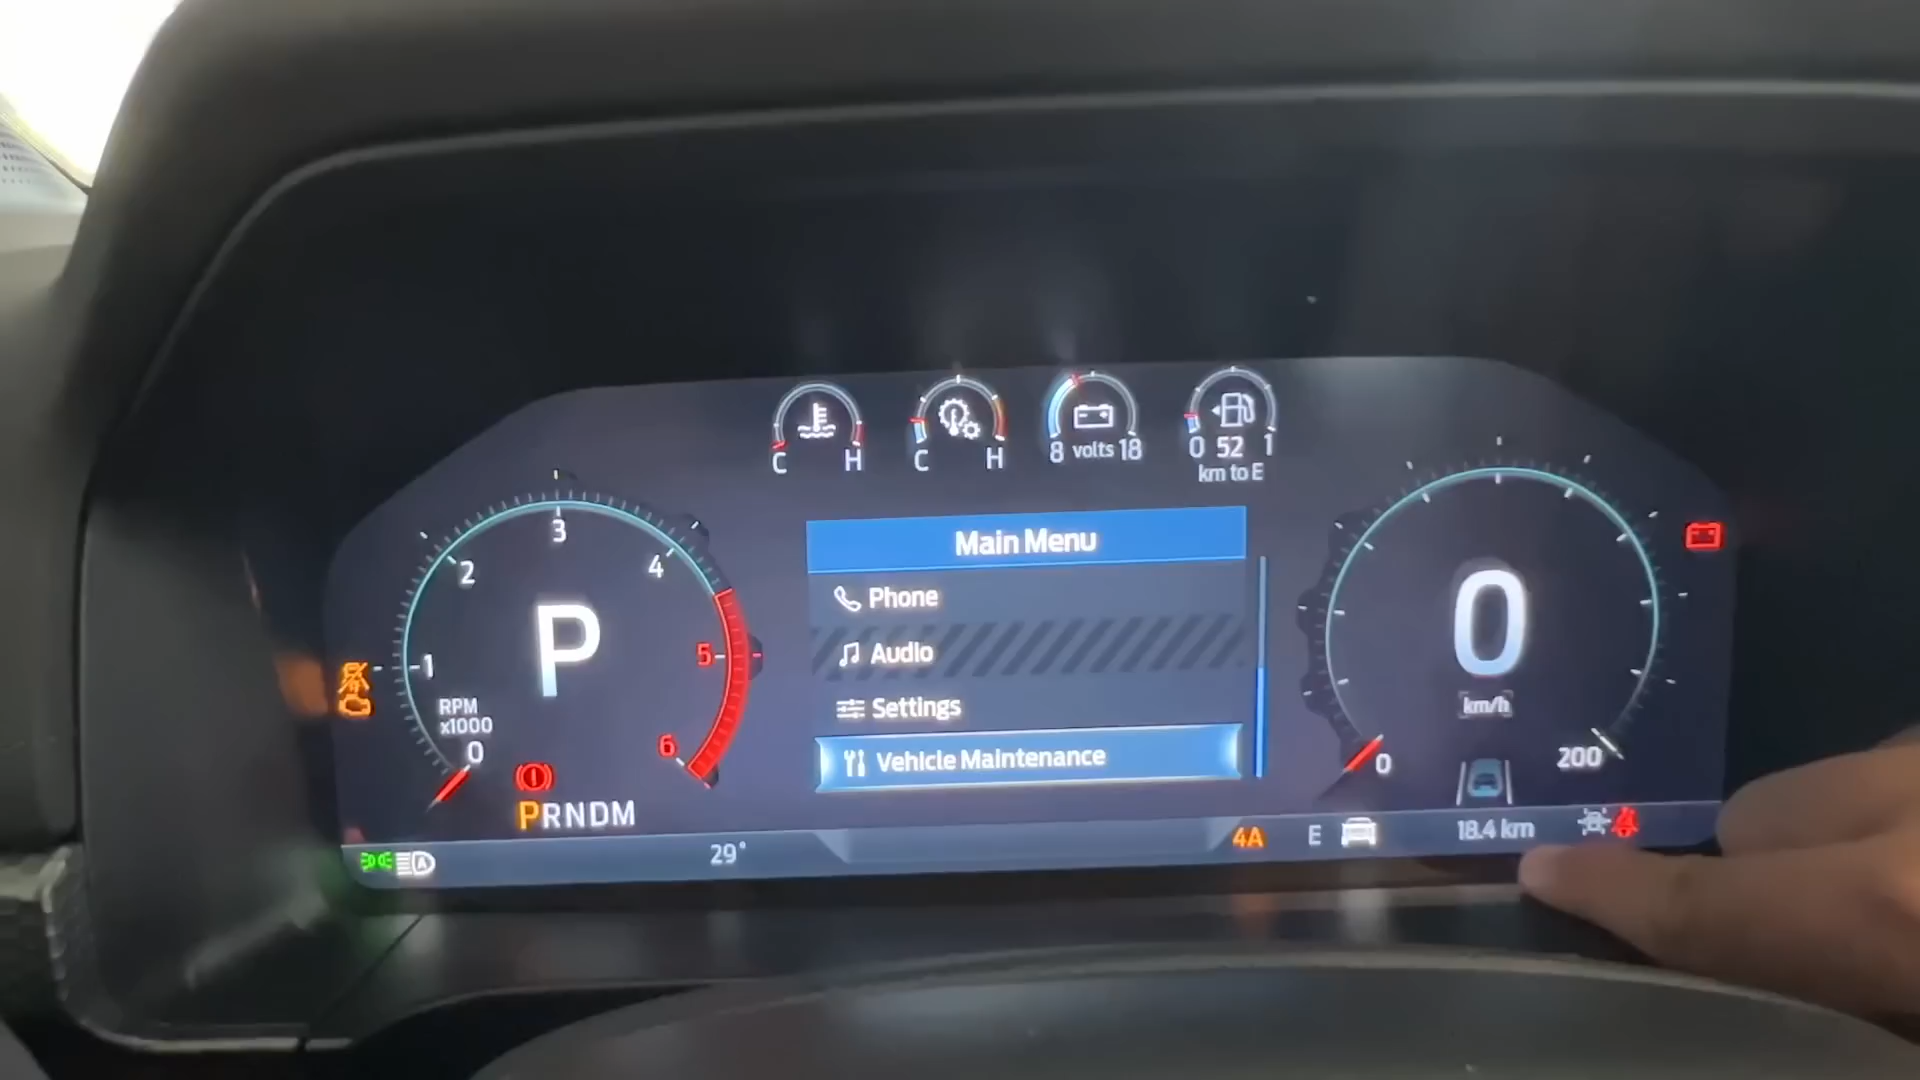 C H
C H
8 volts 18
0 52 1
km to E
Main Menu
Phone
Audio
Settings
Vehicle Maintenance
0
1
2
3
4
5
6
RPM
x1000
P
PRNDM
0
km/h
0
200
29°
4A
E
18.4 km
A